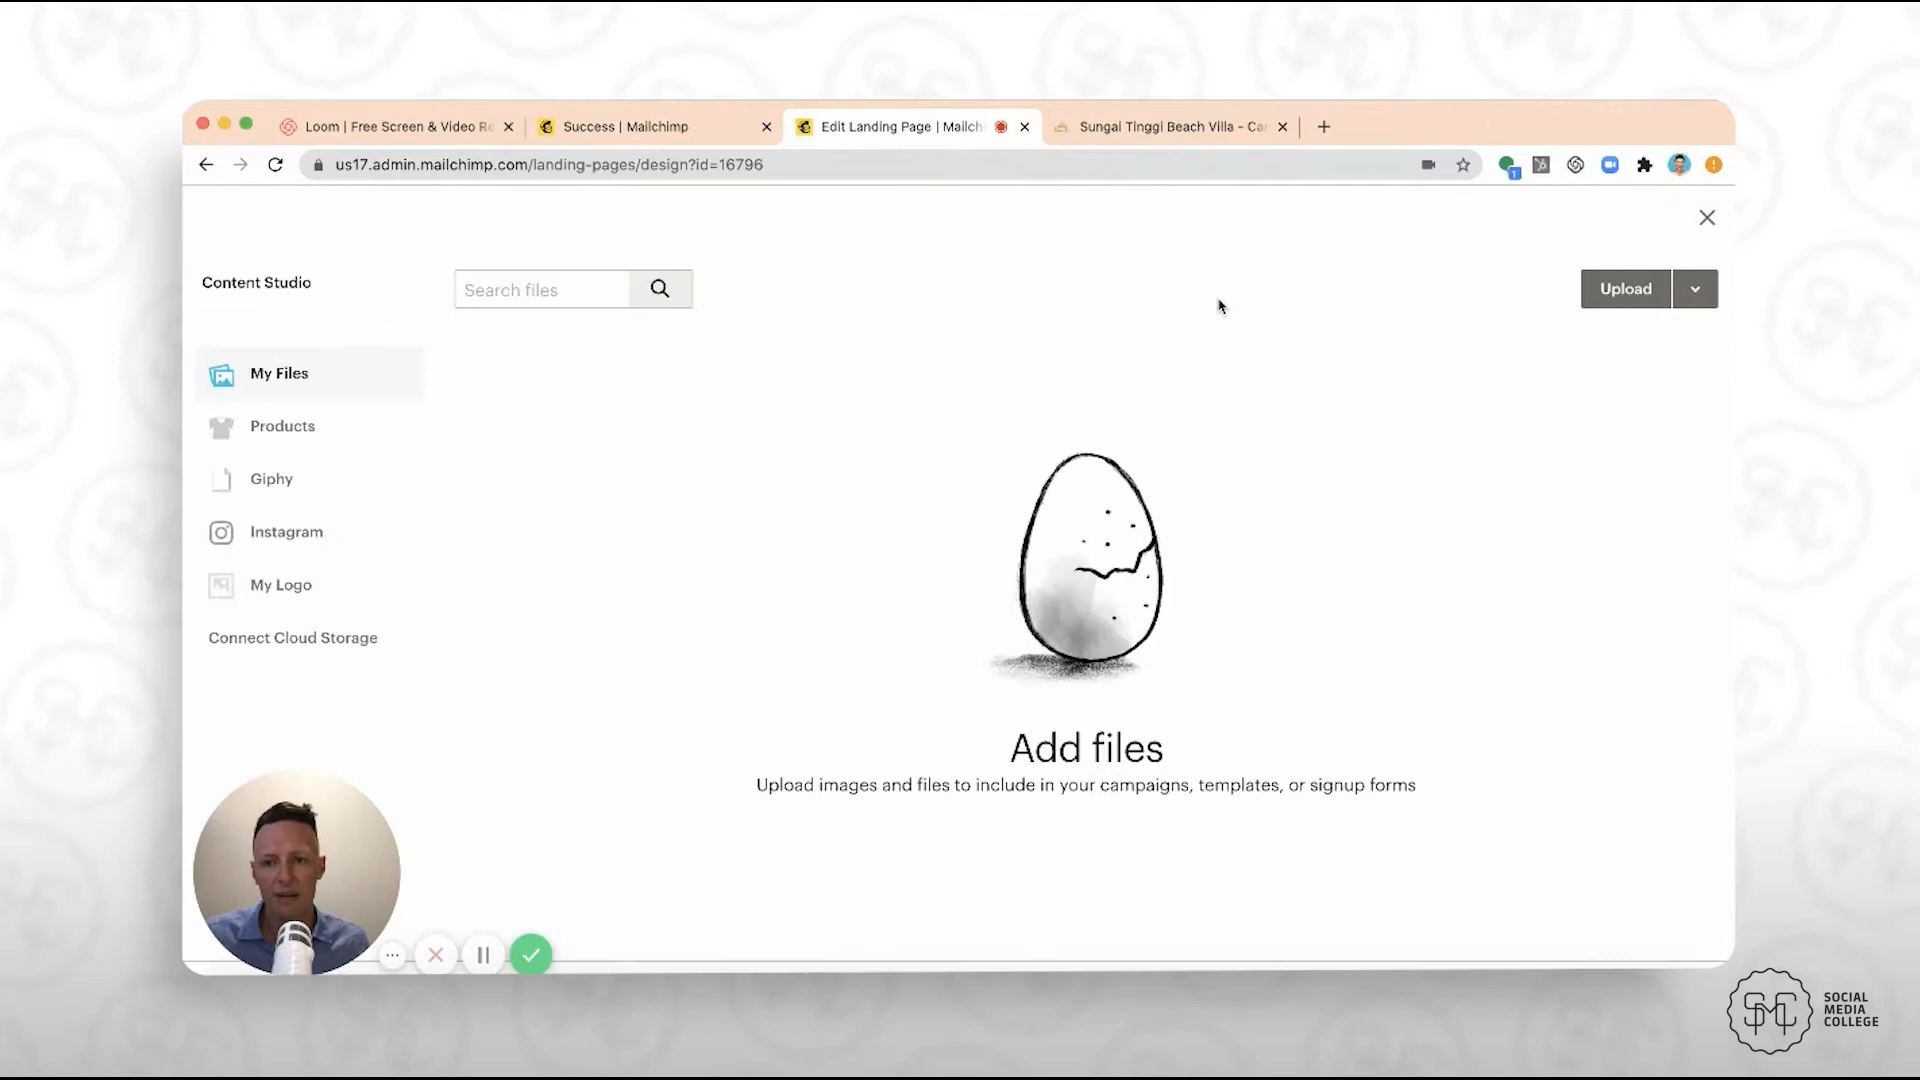 Loom | Free Screen & Video Re
Success | Mailchimp
Edit Landing Page | Mailch
Sungai Tinggi Beach Villa - Ca
us17.admin.mailchimp.com/landing-pages/design?id=16796
1
Content Studio
Search files
Upload
My Files
Products
Giphy
Instagram
My Logo
Connect Cloud Storage
Add files
Upload images and files to include in your campaigns, templates, or signup forms
SMC
SOCIAL
MEDIA
COLLEGE